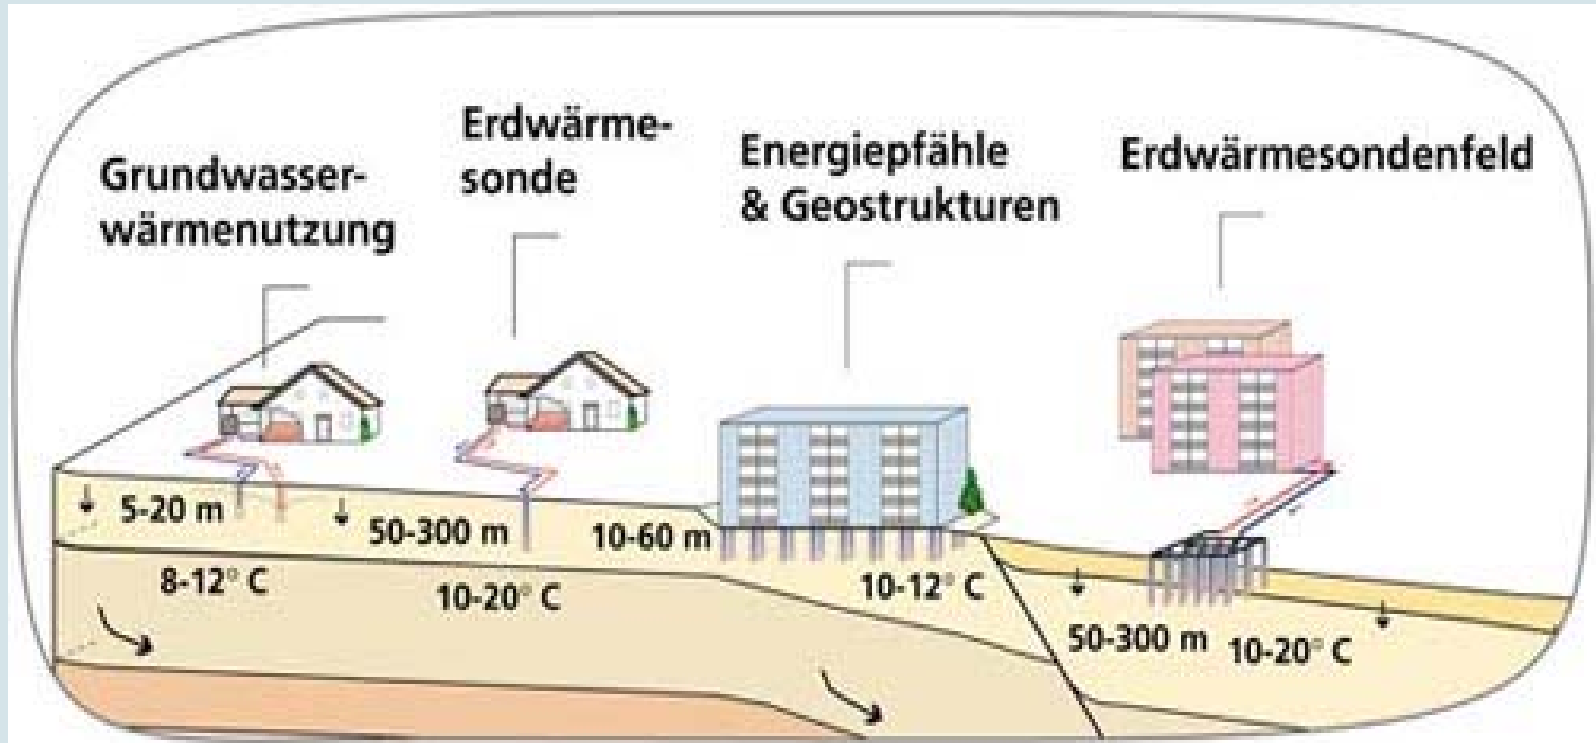 Grundwasser-
wärmenutzung
Erdwärme-
sonde
Energiepfähle
& Geostrukturen
Erdwärmesondenfeld
5-20 m
8-12° C
50-300 m
10-20° C
10-60 m
10-12° C
50-300 m
10-20° C